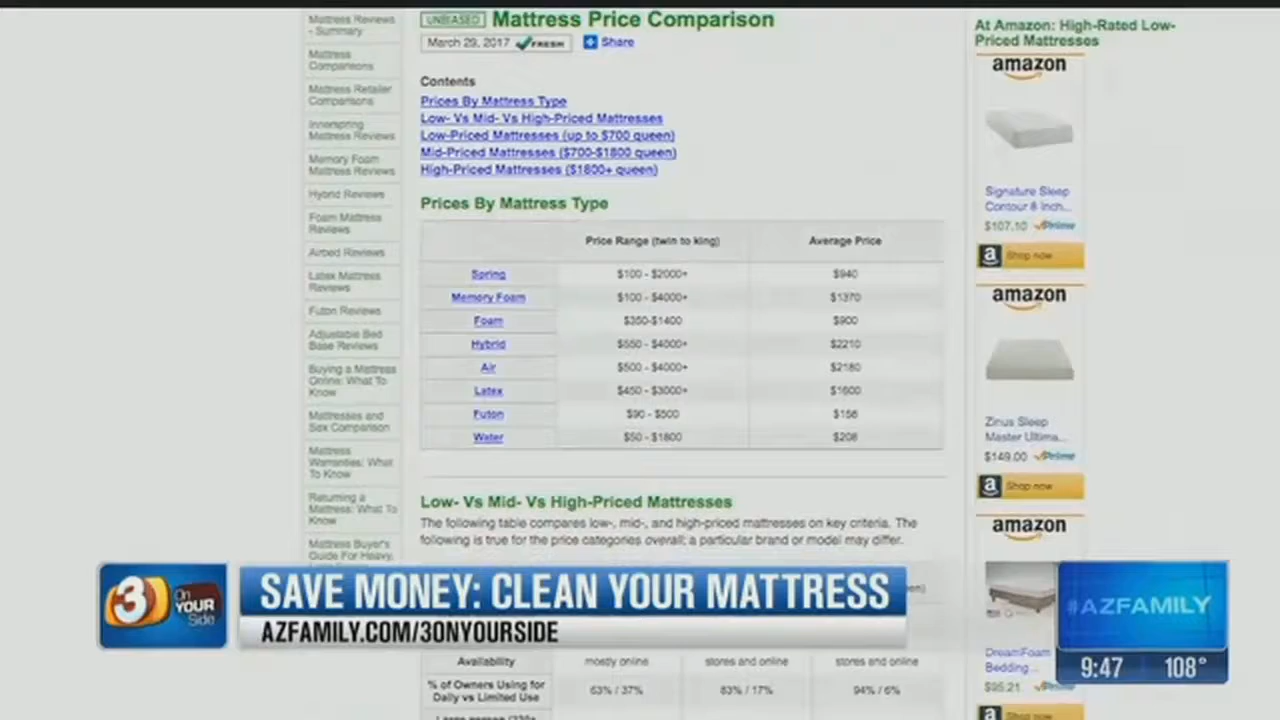 Mattress Reviews
- Summary
Mattress
Comparisons
Mattress Retailer
Comparisons
Innerspring
Mattress Reviews
Memory Foam
Mattress Reviews
Hybrid Reviews
Foam Mattress
Reviews
Airbed Reviews
Latex Mattress
Reviews
Futon Reviews
Adjustable Bed
Base Reviews
Buying a Mattress
Online: What To
Know
Mattresses and
Sex Comparison
Mattress
Warranties: What
To Know
Returning a
Mattress: What To
Know
Mattress Buyer's
Guide For Heavy,
UNBIASED Mattress Price Comparison
March 29, 2017 FRESH Share
Contents
Prices By Mattress Type
Low- Vs Mid- Vs High-Priced Mattresses
Low-Priced Mattresses (up to $700 queen)
Mid-Priced Mattresses ($700-$1800 queen)
High-Priced Mattresses ($1800+ queen)
Prices By Mattress Type
Price Range (twin to king) Average Price
Spring $100 - $2000+ $940
Memory Foam $100 - $4000+ $1370
Foam $350-$1400 $900
Hybrid $550 - $4000+ $2210
Air $500 - $4000+ $2180
Latex $450 - $3000+ $1600
Futon $90 - $500 $156
Water $50 - $1800 $208
Low- Vs Mid- Vs High-Priced Mattresses
The following table compares low-, mid-, and high-priced mattresses on key criteria. The
following is true for the price categories overall; a particular brand or model may differ.
Availability mostly online stores and online stores and online
% of Owners Using for
Daily vs Limited Use 63% / 37% 83% / 17% 94% / 6%
At Amazon: High-Rated Low-
Priced Mattresses
amazon
Signature Sleep
Contour 8 Inch...
$107.10 Prime
a Shop now
amazon
Zinus Sleep
Master Ultima...
$149.00 Prime
a Shop now
amazon
DreamFoam
Bedding...
$95.21 Prime
a Shop now
3 On YOUR Side
SAVE MONEY: CLEAN YOUR MATTRESS
AZFAMILY.COM/3ONYOURSIDE
#AZFAMILY
9:47 108°